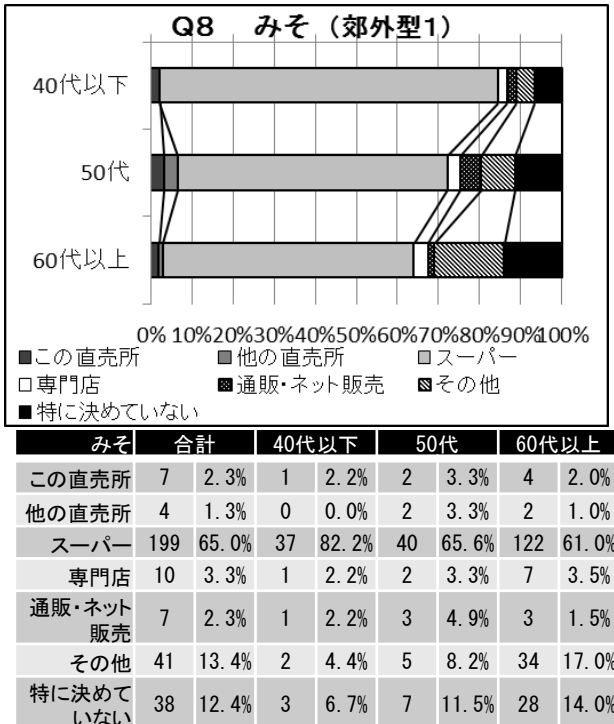 Q8 みそ（郊外型1）
40代以下
50代
60代以上
0% 10%20%30%40%50%60%70%80%90%100%
■この直売所 ■他の直売所 □スーパー
□専門店 ■通販・ネット販売 その他
■特に決めていない
みそ 合計 40代以下 50代 60代以上
この直売所 7 2.3% 1 2.2% 2 3.3% 4 2.0%
他の直売所 4 1.3% 0 0.0% 2 3.3% 2 1.0%
スーパー 199 65.0% 37 82.2% 40 65.6% 122 61.0%
専門店 10 3.3% 1 2.2% 2 3.3% 7 3.5%
通販・ネット
販売 7 2.3% 1 2.2% 3 4.9% 3 1.5%
その他 41 13.4% 2 4.4% 5 8.2% 34 17.0%
特に決めて
いない 38 12.4% 3 6.7% 7 11.5% 28 14.0%